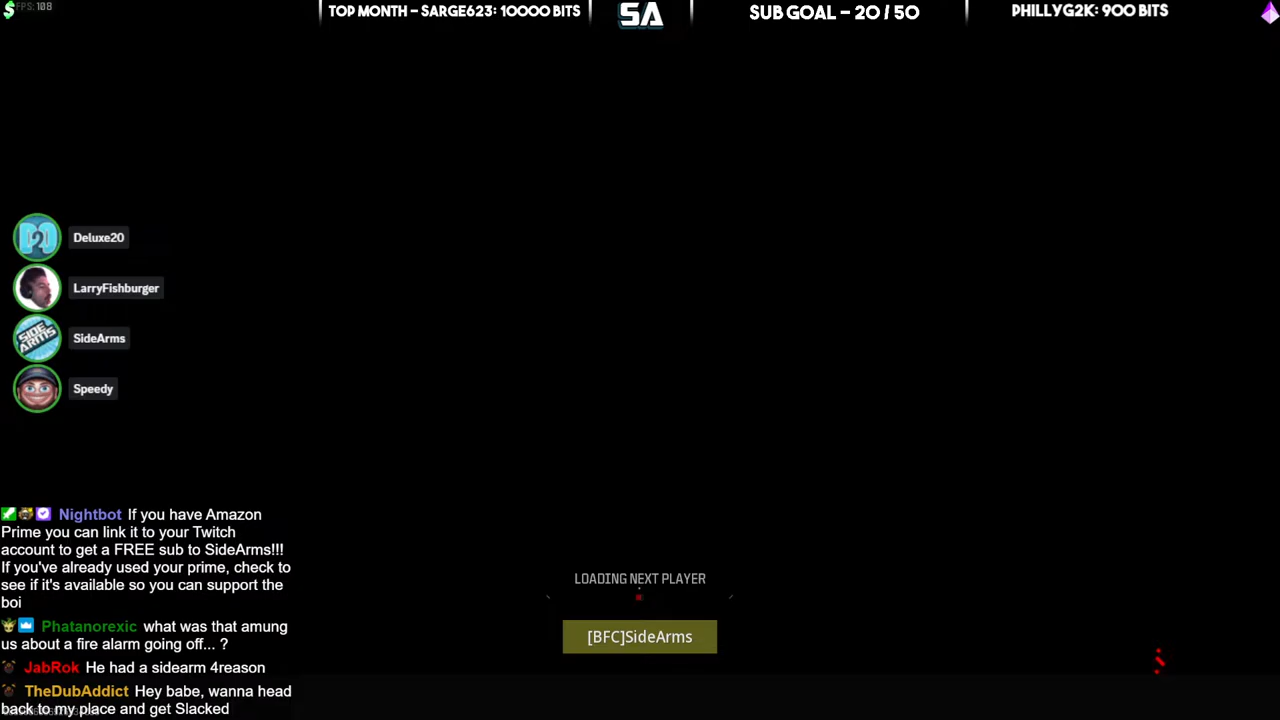 FPS: 108
TOP MONTH - SARGE623: 10000 BITS
SA
SUB GOAL - 20 / 50
PHILLYG2K: 900 BITS
Deluxe20
LarryFishburger
SIDE ARMS
SideArms
Speedy
Nightbot If you have Amazon
Prime you can link it to your Twitch
account to get a FREE sub to SideArms!!!
If you've already used your prime, check to
see if it's available so you can support the
boi
Phatanorexic what was that amung
us about a fire alarm going off... ?
JabRok He had a sidearm 4reason
TheDubAddict Hey babe, wanna head
back to my place and get Slacked
LOADING NEXT PLAYER
[BFC]SideArms